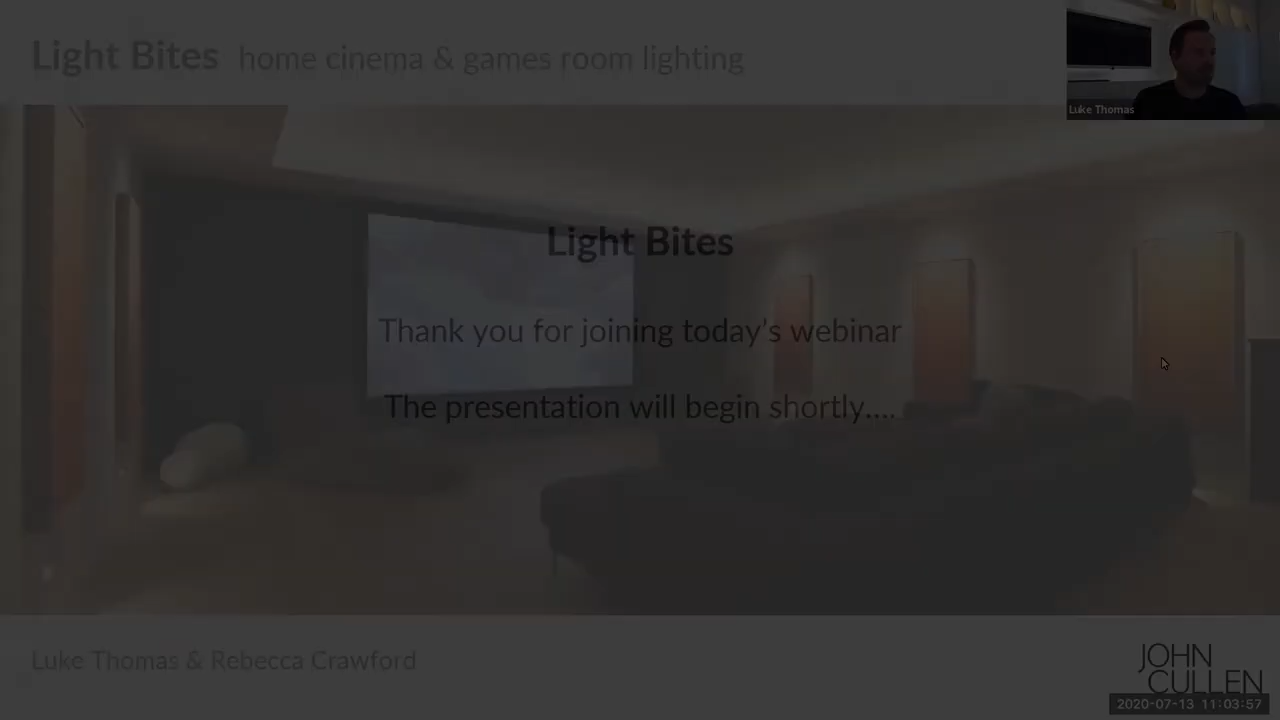 Light Bites home cinema & games room lighting
Luke Thomas
Light Bites
Thank you for joining today's webinar
The presentation will begin shortly....
Luke Thomas & Rebecca Crawford
JOHN
CULLEN
2020-07-13 11:03:57